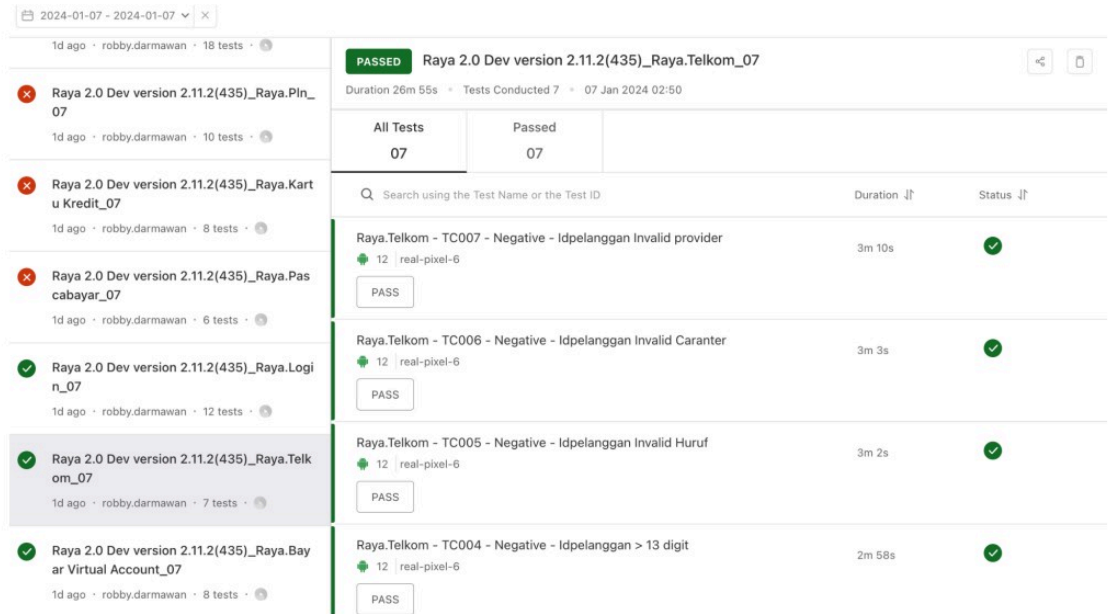 2024-01-07 - 2024-01-07
1d ago · robby.darmawan · 18 tests ·
Raya 2.0 Dev version 2.11.2(435)_Raya.Pln_
07
1d ago · robby.darmawan · 10 tests ·
Raya 2.0 Dev version 2.11.2(435)_Raya.Kart
u Kredit_07
1d ago · robby.darmawan · 8 tests ·
Raya 2.0 Dev version 2.11.2(435)_Raya.Pas
cabayar_07
1d ago · robby.darmawan · 6 tests ·
Raya 2.0 Dev version 2.11.2(435)_Raya.Logi
n_07
1d ago · robby.darmawan · 12 tests ·
Raya 2.0 Dev version 2.11.2(435)_Raya.Telk
om_07
1d ago · robby.darmawan · 7 tests ·
Raya 2.0 Dev version 2.11.2(435)_Raya.Bay
ar Virtual Account_07
1d ago · robby.darmawan · 8 tests ·
PASSED Raya 2.0 Dev version 2.11.2(435)_Raya.Telkom_07
Duration 26m 55s • Tests Conducted 7 • 07 Jan 2024 02:50
All Tests Passed
07 07
Search using the Test Name or the Test ID Duration Status
Raya.Telkom - TC007 - Negative - Idpelanggan Invalid provider 3m 10s
12 real-pixel-6
PASS
Raya.Telkom - TC006 - Negative - Idpelanggan Invalid Caranter 3m 3s
12 real-pixel-6
PASS
Raya.Telkom - TC005 - Negative - Idpelanggan Invalid Huruf 3m 2s
12 real-pixel-6
PASS
Raya.Telkom - TC004 - Negative - Idpelanggan > 13 digit 2m 58s
12 real-pixel-6
PASS